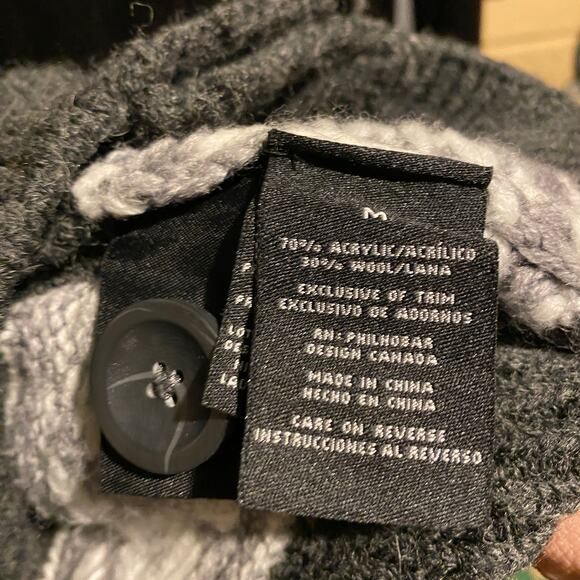 M
70% ACRYLIC/ACRÍLICO
30% WOOL/LANA
EXCLUSIVE OF TRIM
EXCLUSIVO DE ADORNOS
RN: PHILHOBAR
DESIGN CANADA
MADE IN CHINA
HECHO EN CHINA
CARE ON REVERSE
INSTRUCCIONES AL REVERSO